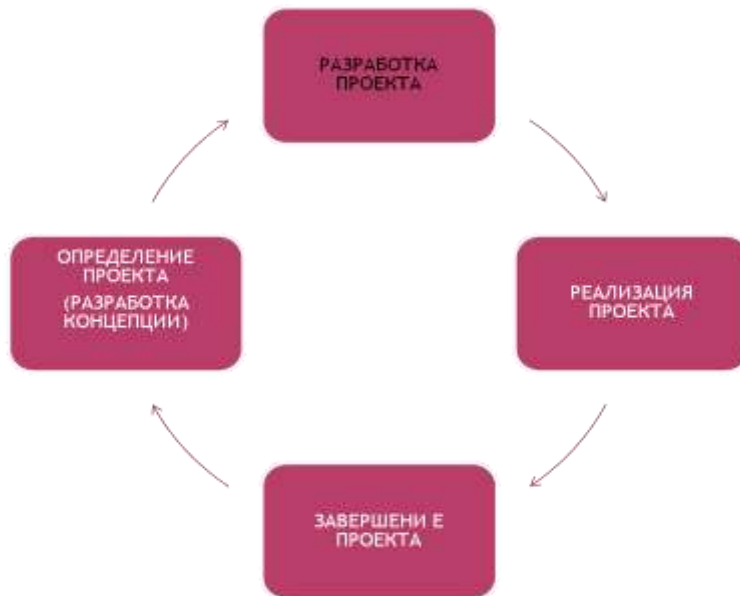 РАЗРАБОТКА
ПРОЕКТА
ОПРЕДЕЛЕНИЕ
ПРОЕКТА
(РАЗРАБОТКА
КОНЦЕПЦИИ)
РЕАЛИЗАЦИЯ
ПРОЕКТА
ЗАВЕРШЕНИ Е
ПРОЕКТА